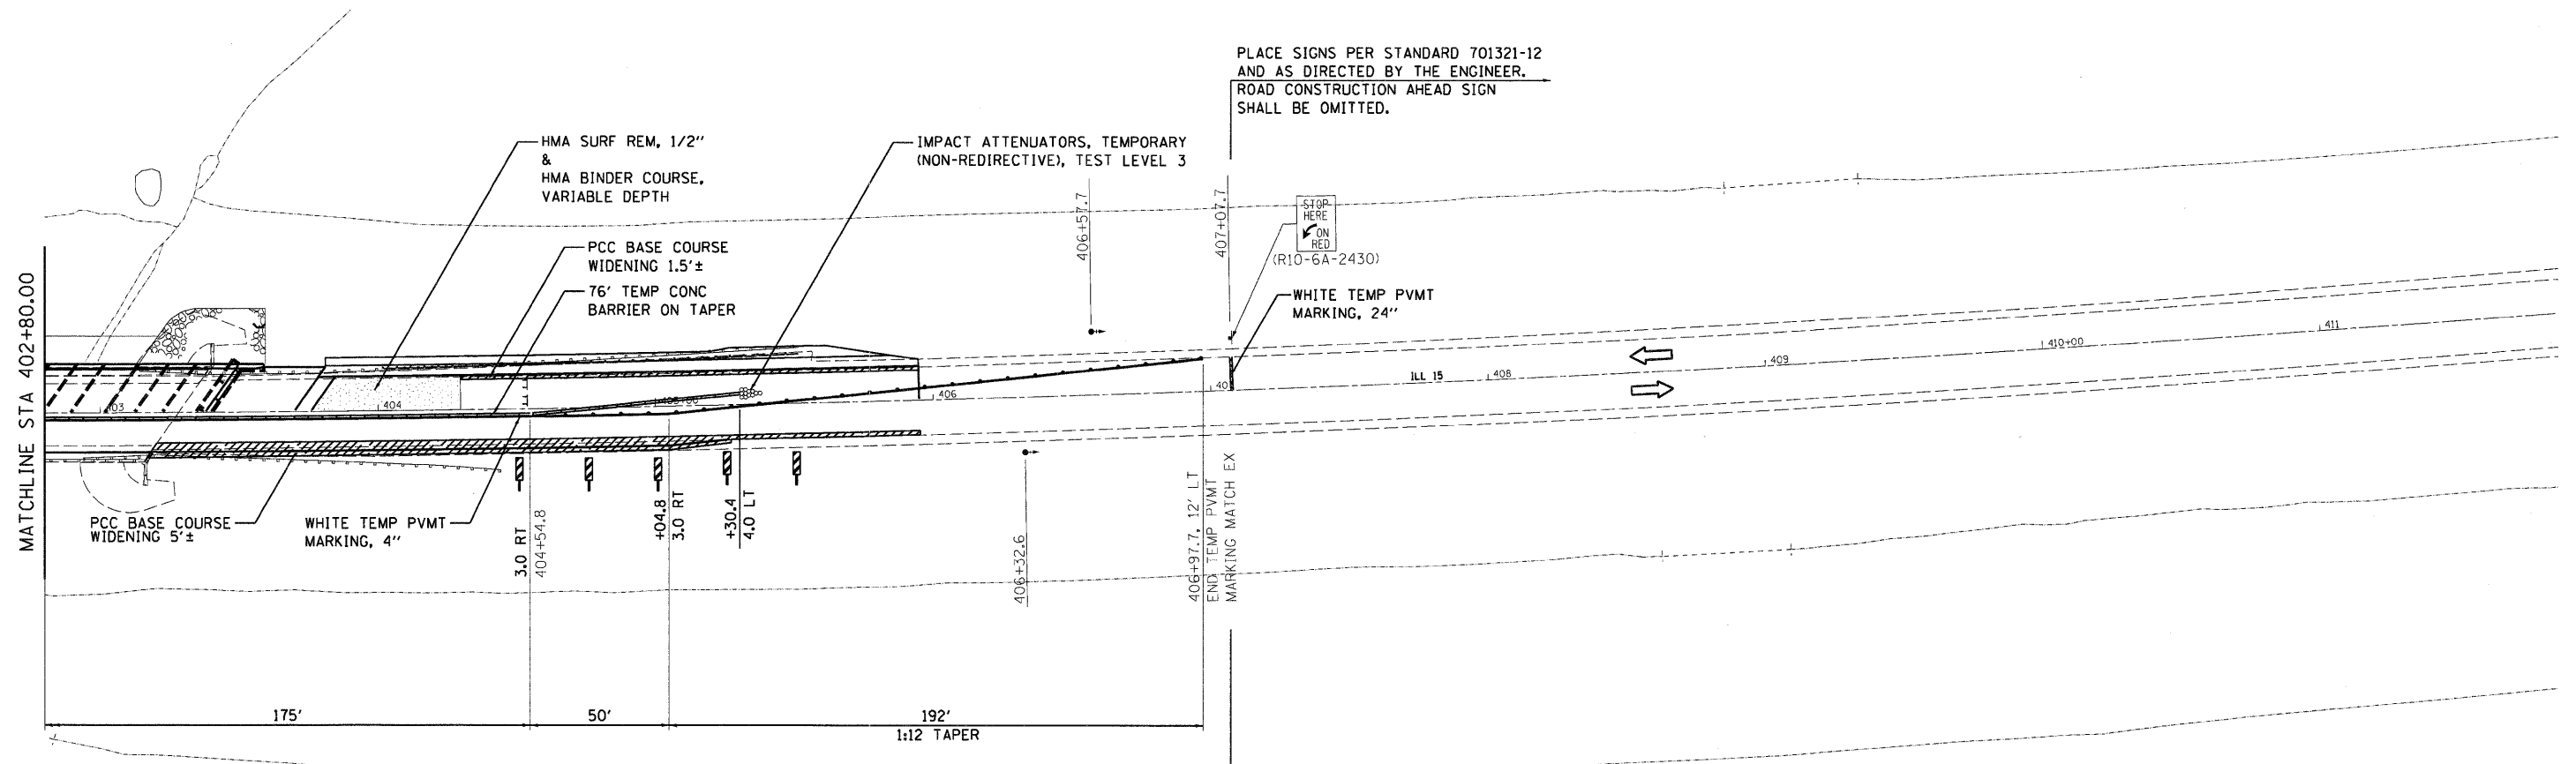 PLACE SIGNS PER STANDARD 701321-12
AND AS DIRECTED BY THE ENGINEER.
ROAD CONSTRUCTION AHEAD SIGN
SHALL BE OMITTED.
HMA SURF REM, 1/2"
&
HMA BINDER COURSE,
VARIABLE DEPTH
IMPACT ATTENUATORS, TEMPORARY
(NON-REDIRECTIVE), TEST LEVEL 3
406+57.7
407+07.7
STOP
HERE
ON
RED
(R10-6A-2430)
PCC BASE COURSE
WIDENING 1.5'±
76' TEMP CONC
BARRIER ON TAPER
WHITE TEMP PVMT
MARKING, 24"
MATCHLINE STA 402+80.00
403
404
406
ILL 15
408
409
410+00
411
PCC BASE COURSE
WIDENING 5'±
WHITE TEMP PVMT
MARKING, 4"
3.0 RT
404+54.8
+04.8
3.0 RT
+30.4
4.0 LT
406+32.6
406+97.7, 12' LT
END TEMP PVMT
MARKING MATCH EX
175'
50'
192'
1:12 TAPER